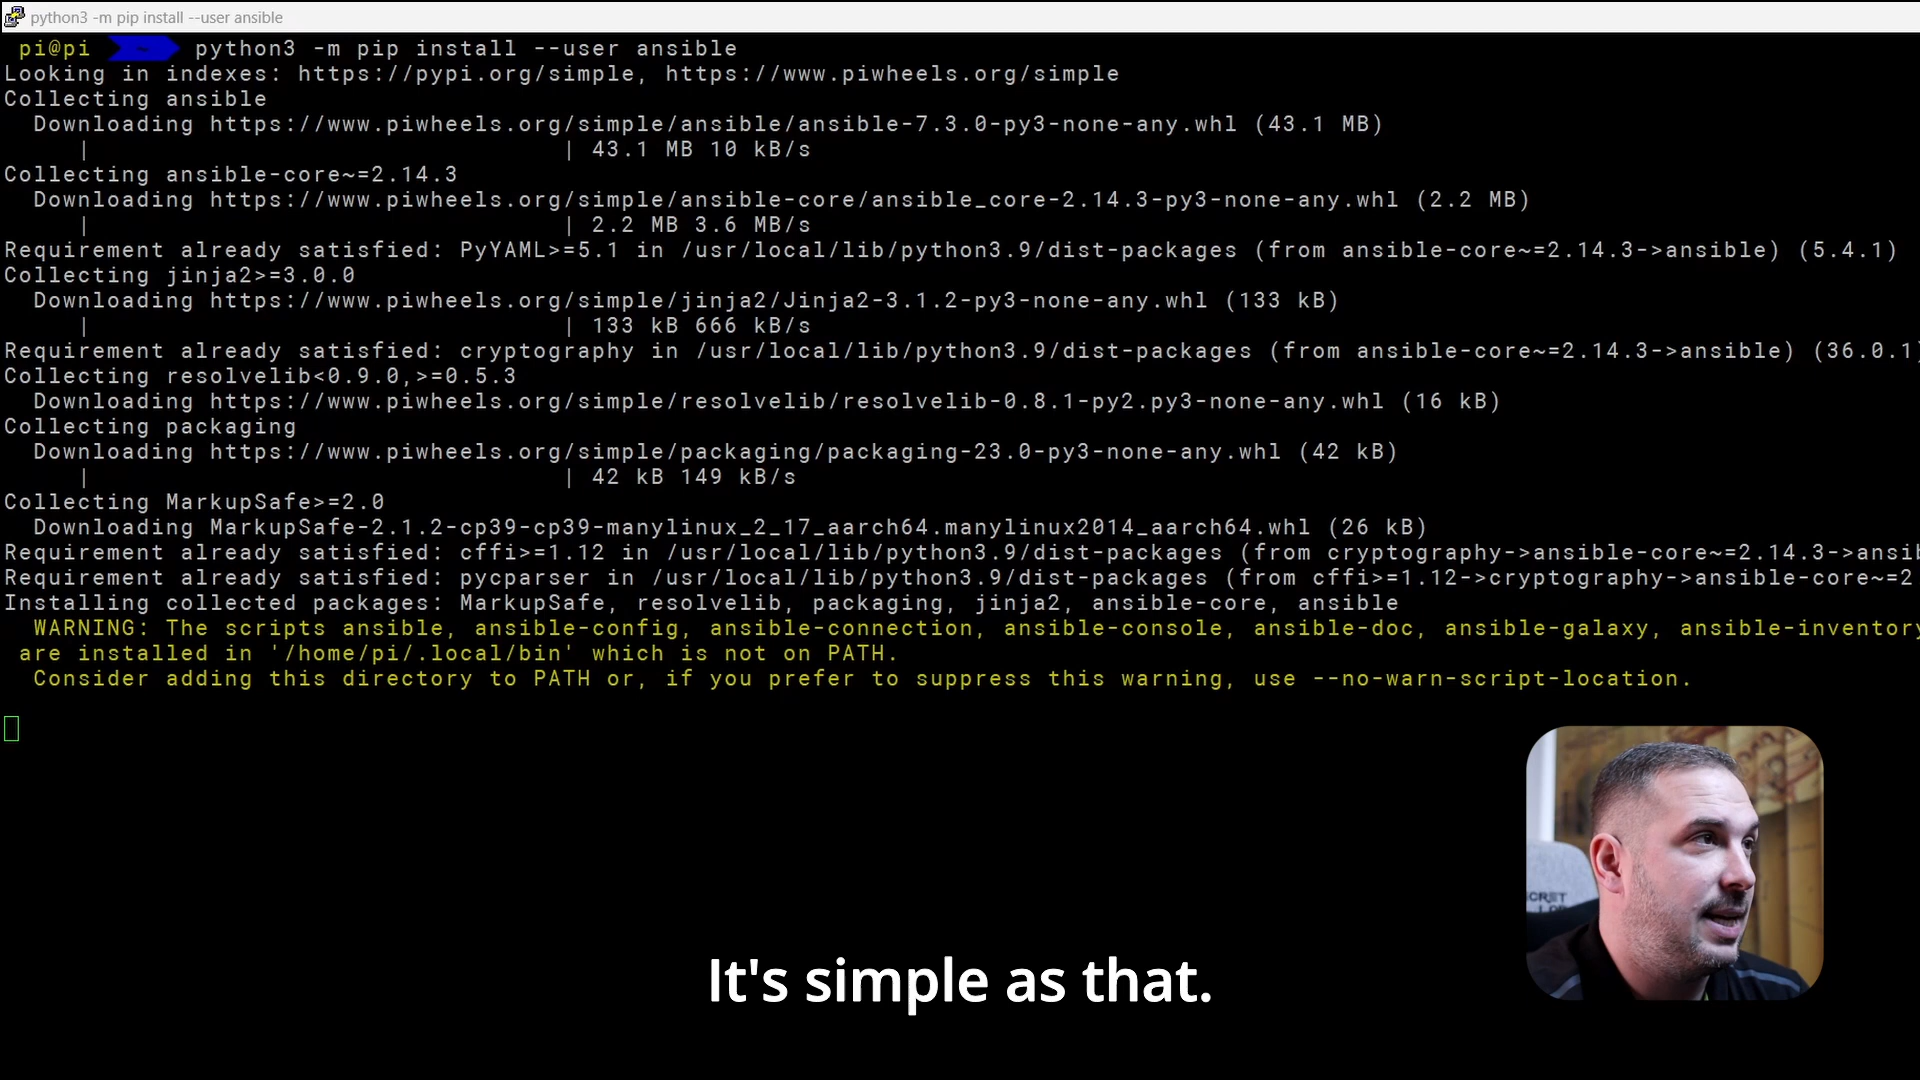 python3 -m pip install --user ansible
pi@pi ~ python3 -m pip install --user ansible
Looking in indexes: https://pypi.org/simple, https://www.piwheels.org/simple
Collecting ansible
  Downloading https://www.piwheels.org/simple/ansible/ansible-7.3.0-py3-none-any.whl (43.1 MB)
     |                                | 43.1 MB 10 kB/s
Collecting ansible-core~=2.14.3
  Downloading https://www.piwheels.org/simple/ansible-core/ansible_core-2.14.3-py3-none-any.whl (2.2 MB)
     |                                | 2.2 MB 3.6 MB/s
Requirement already satisfied: PyYAML>=5.1 in /usr/local/lib/python3.9/dist-packages (from ansible-core~=2.14.3->ansible) (5.4.1)
Collecting jinja2>=3.0.0
  Downloading https://www.piwheels.org/simple/jinja2/Jinja2-3.1.2-py3-none-any.whl (133 kB)
     |                                | 133 kB 666 kB/s
Requirement already satisfied: cryptography in /usr/local/lib/python3.9/dist-packages (from ansible-core~=2.14.3->ansible) (36.0.1)
Collecting resolvelib<0.9.0,>=0.5.3
  Downloading https://www.piwheels.org/simple/resolvelib/resolvelib-0.8.1-py2.py3-none-any.whl (16 kB)
Collecting packaging
  Downloading https://www.piwheels.org/simple/packaging/packaging-23.0-py3-none-any.whl (42 kB)
     |                                | 42 kB 149 kB/s
Collecting MarkupSafe>=2.0
  Downloading MarkupSafe-2.1.2-cp39-cp39-manylinux_2_17_aarch64.manylinux2014_aarch64.whl (26 kB)
Requirement already satisfied: cffi>=1.12 in /usr/local/lib/python3.9/dist-packages (from cryptography->ansible-core~=2.14.3->ansib
Requirement already satisfied: pycparser in /usr/local/lib/python3.9/dist-packages (from cffi>=1.12->cryptography->ansible-core~=2
Installing collected packages: MarkupSafe, resolvelib, packaging, jinja2, ansible-core, ansible
  WARNING: The scripts ansible, ansible-config, ansible-connection, ansible-console, ansible-doc, ansible-galaxy, ansible-inventory
 are installed in '/home/pi/.local/bin' which is not on PATH.
  Consider adding this directory to PATH or, if you prefer to suppress this warning, use --no-warn-script-location.
CRET
LAB
It's simple as that.